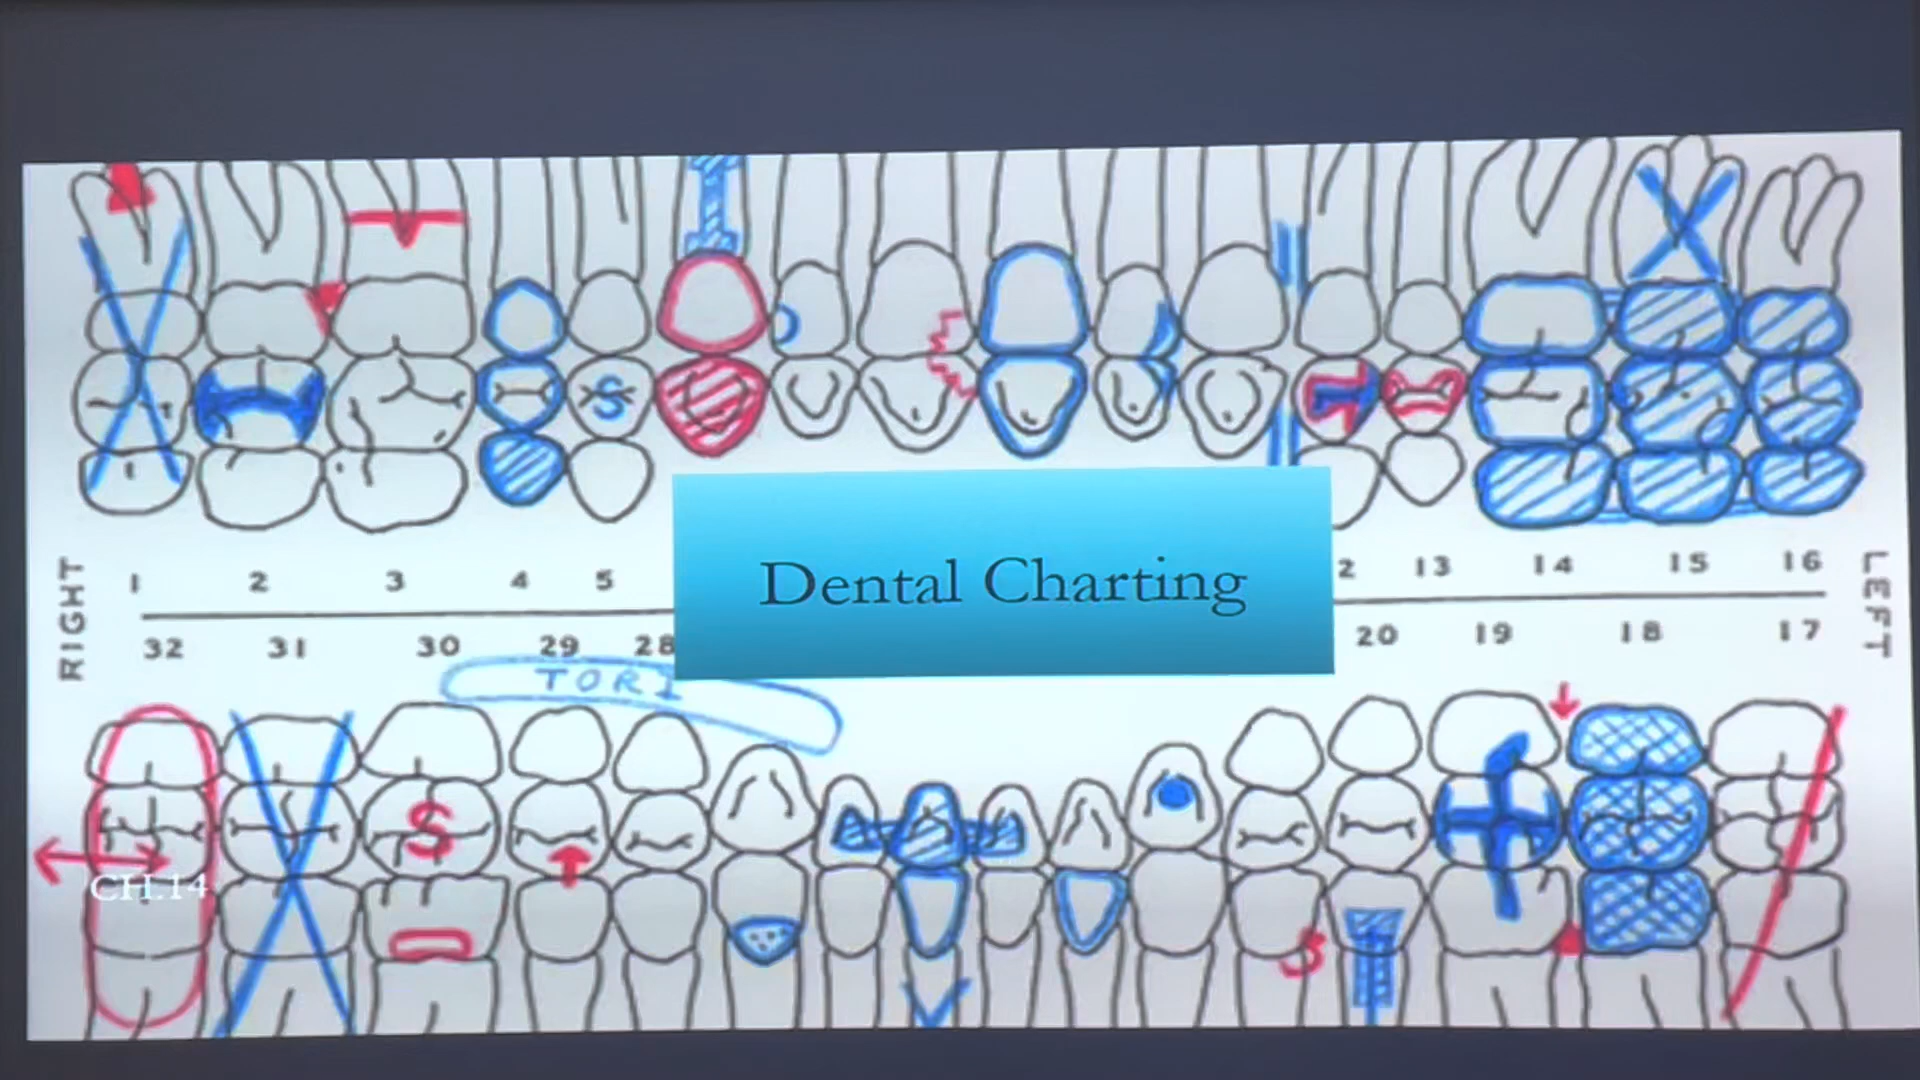 Dental Charting
RIGHT
1 2 3 4 5
2 13 14 15 16
LEFT
32 31 30 29 28
20 19 18 17
TORI
S
S
S
CH.14